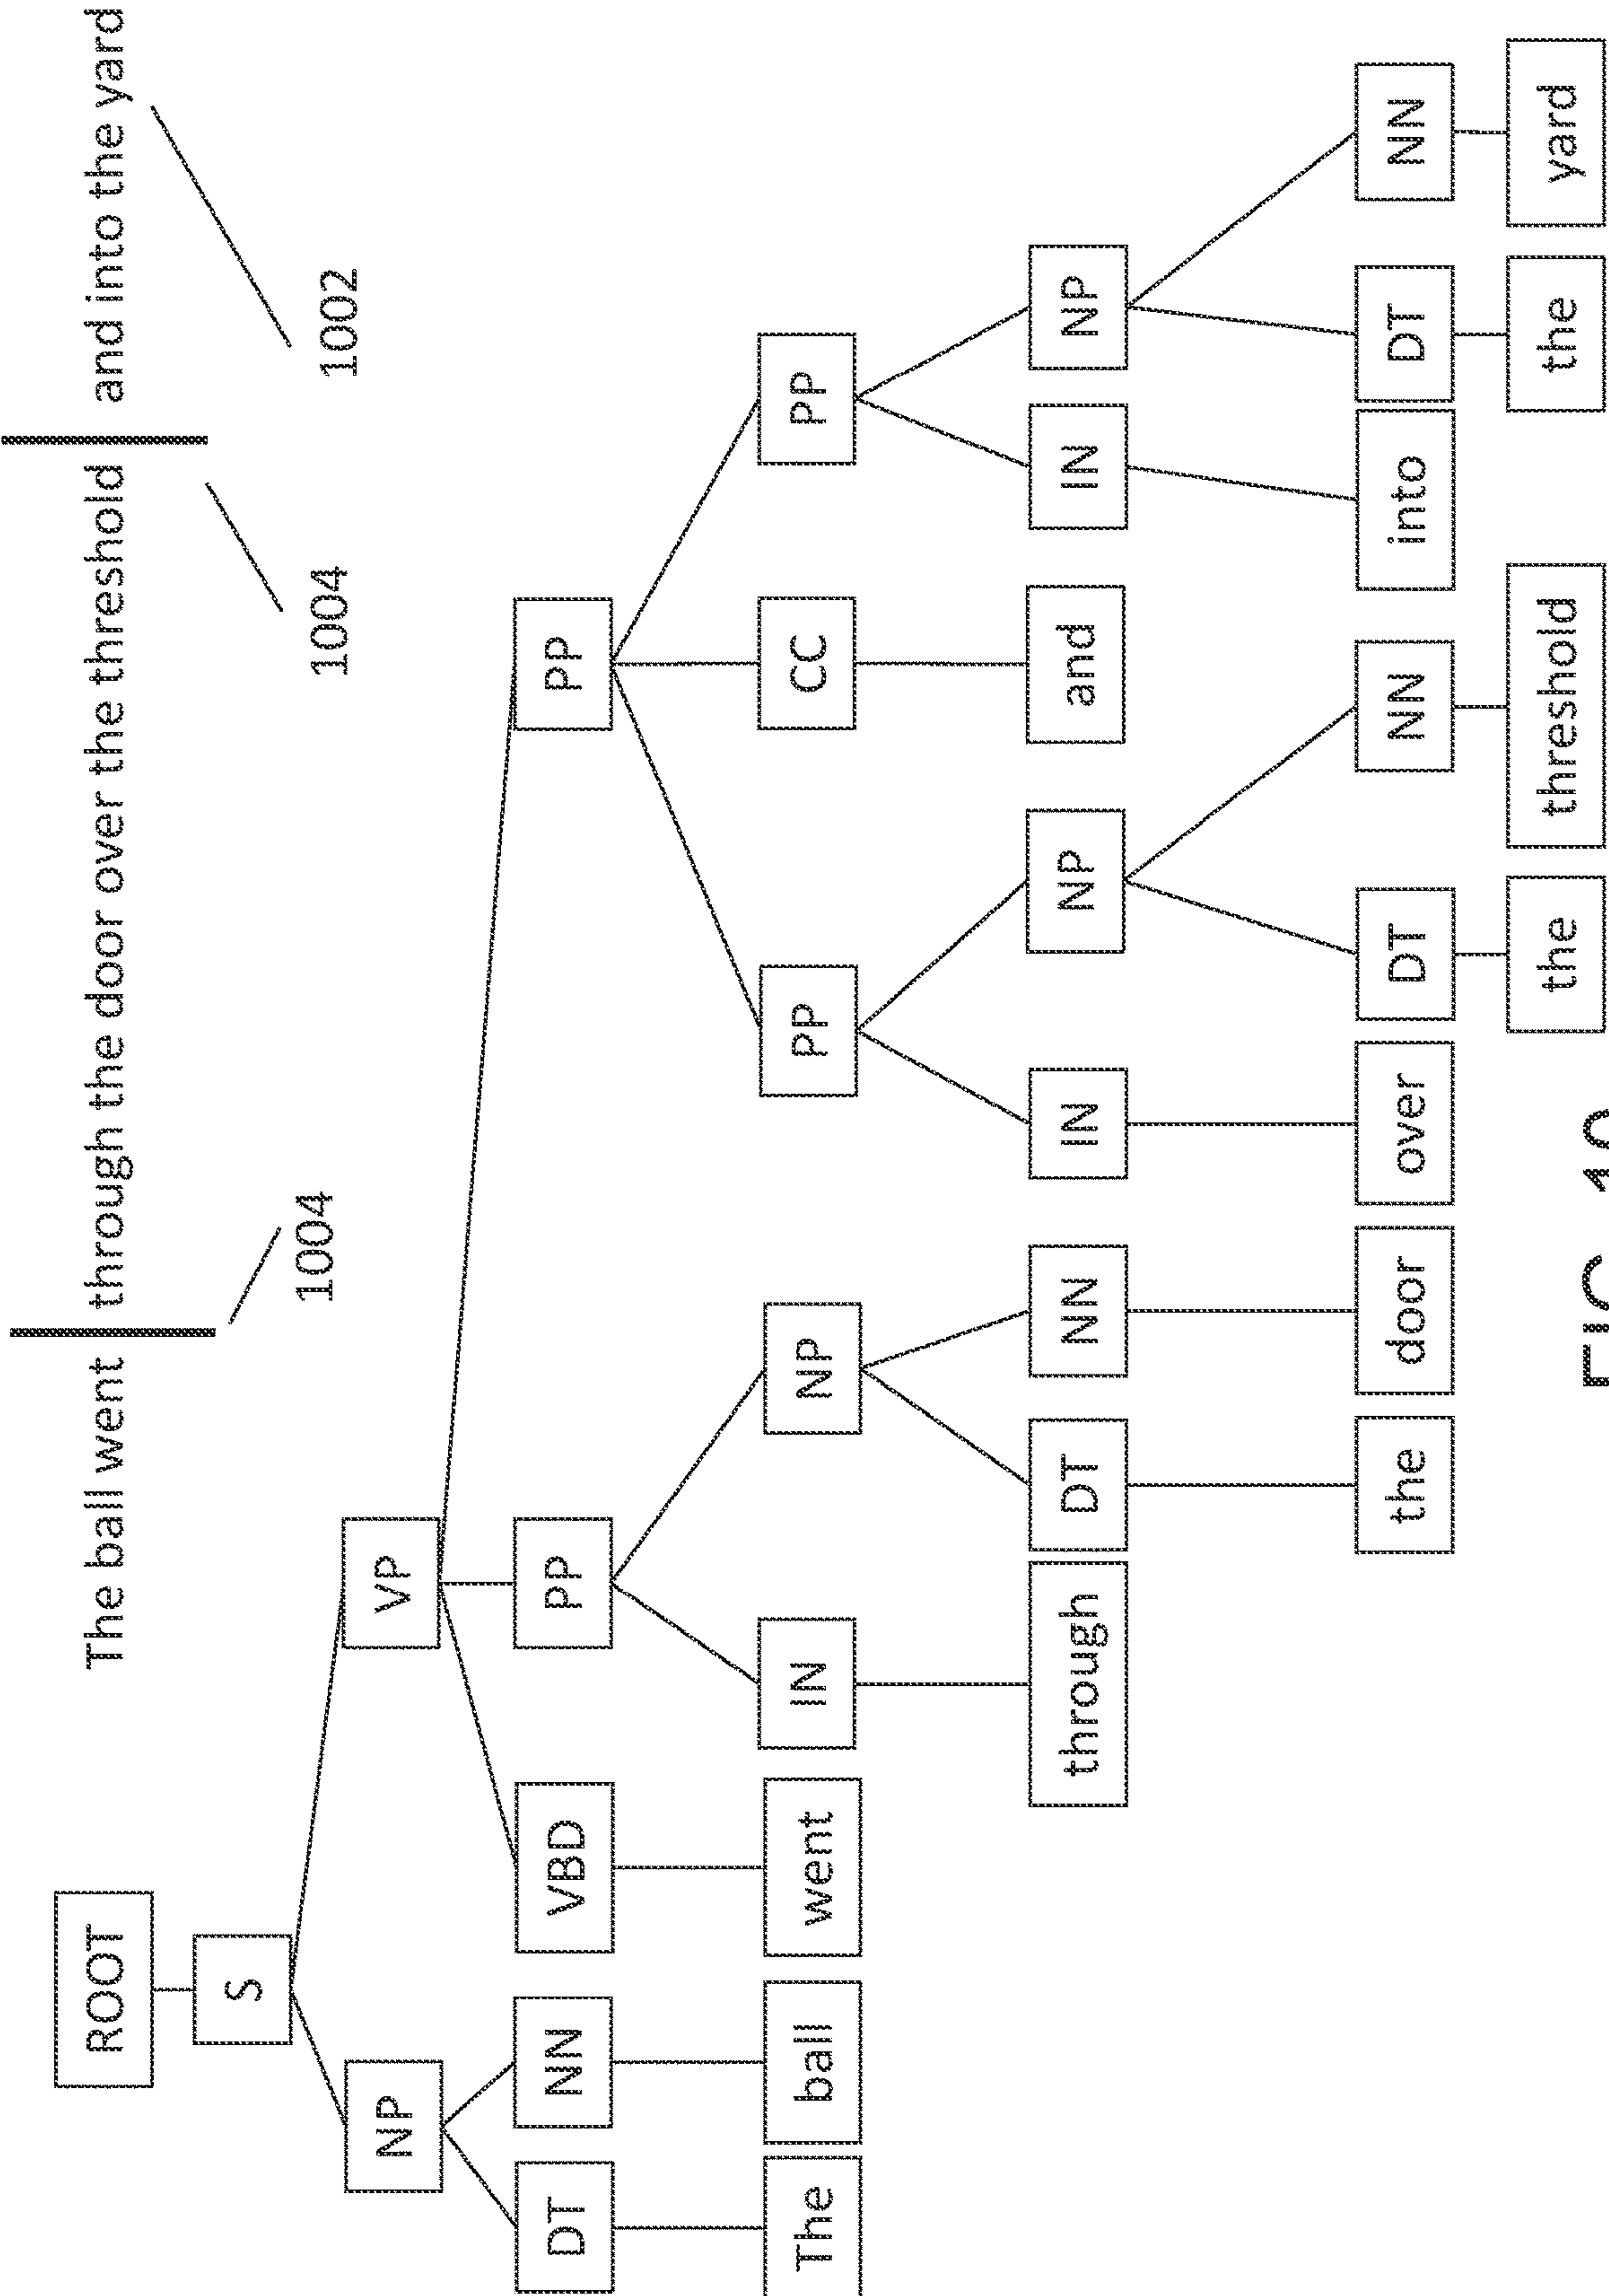 The ball went through the door over the threshold and into the yard
1004
1004
1002
ROOT
S
NP VP
DT NN VBD PP PP
The ball went IN NP PP CC PP
through DT NN IN NP and IN NP
the door over DT NN into DT NN
the threshold the yard